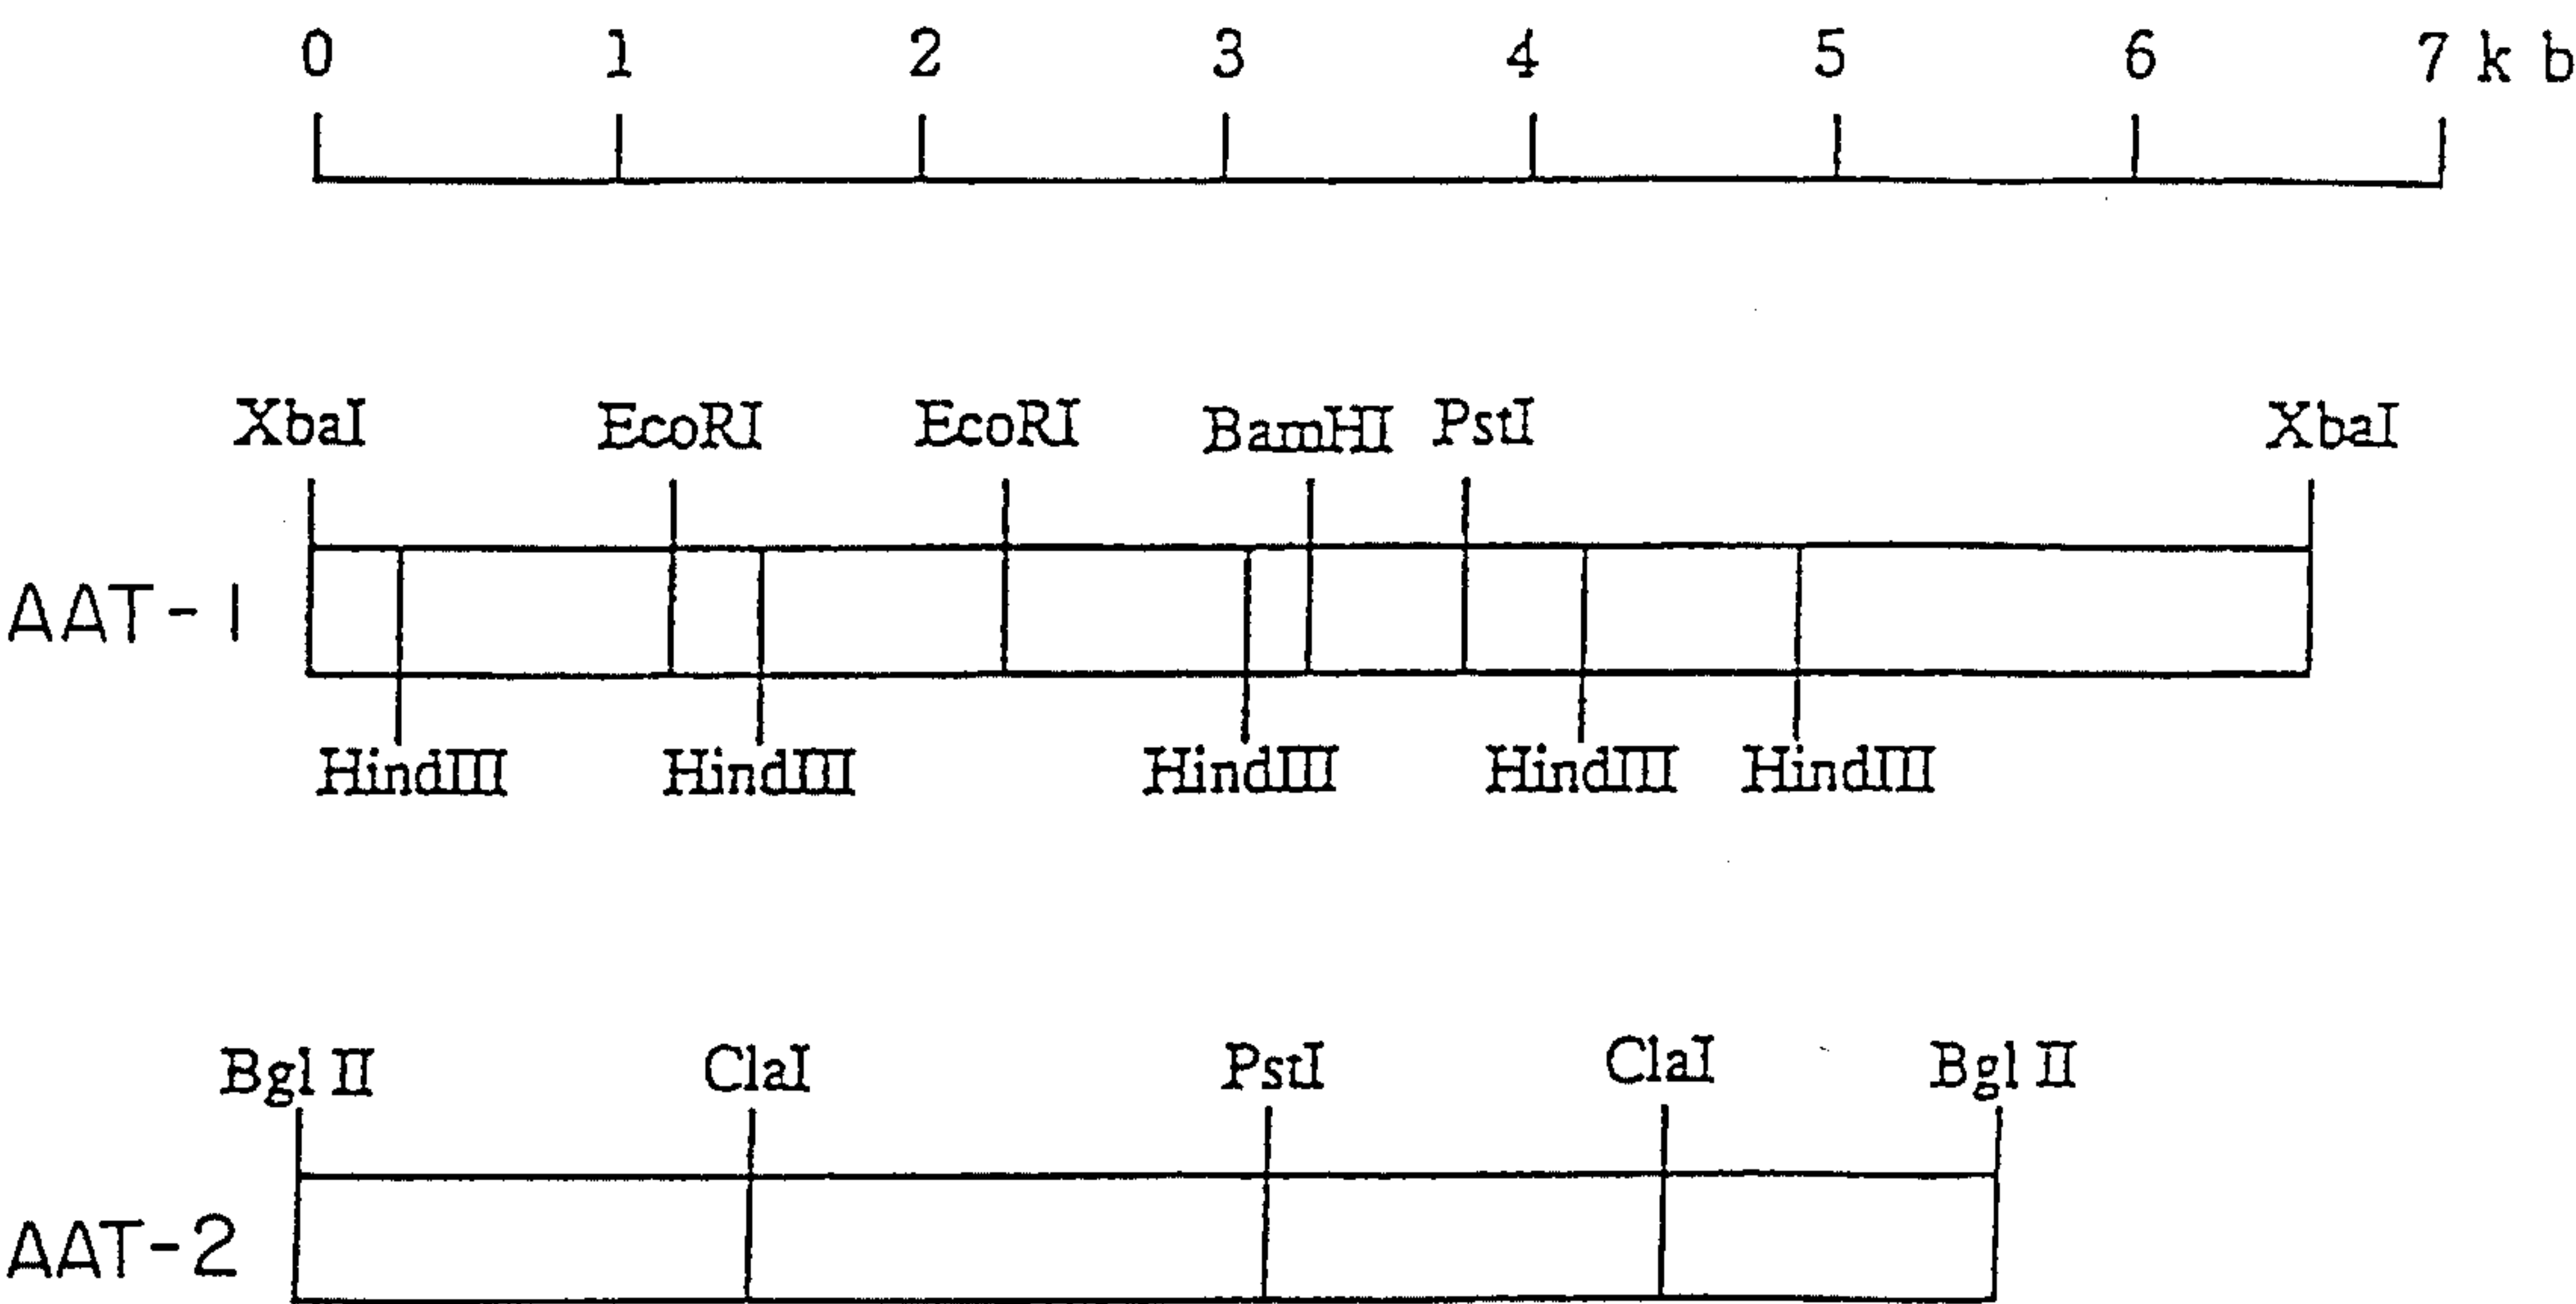 0 1 2 3 4 5 6 7 k b
XbaI EcoRI EcoRI BamHI PstI XbaI
AAT-1
HindIII HindIII HindIII HindIII HindIII
Bgl II ClaI PstI ClaI Bgl II
AAT-2